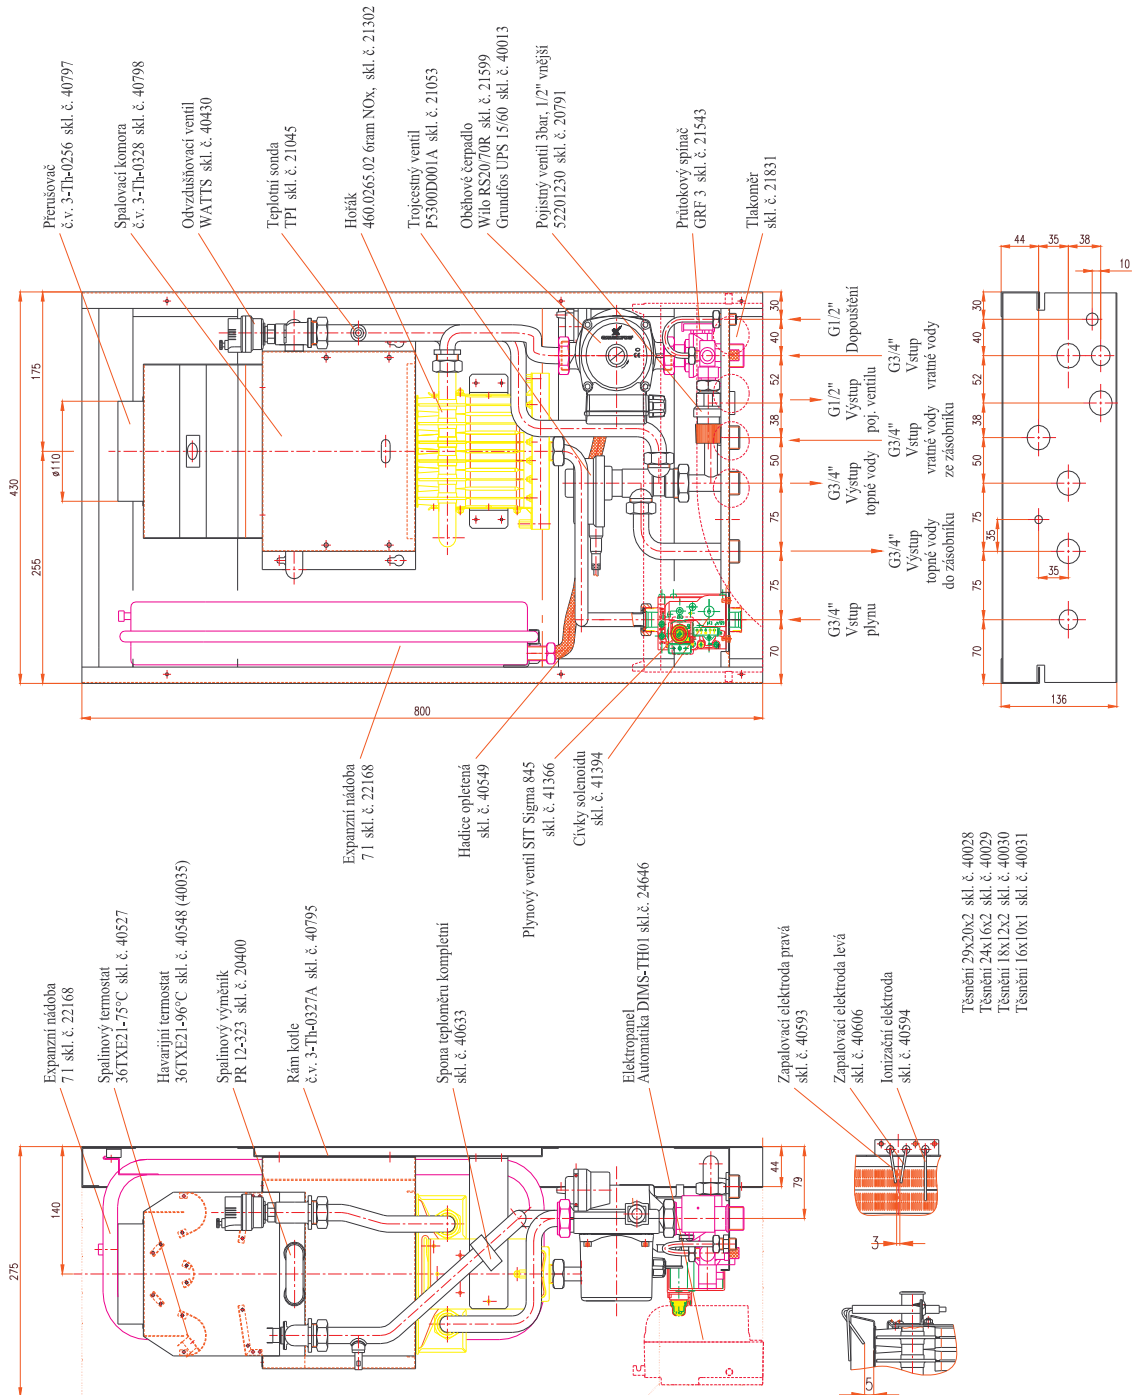 Přerušovač
č.v. 3-Th-0256 skl. č. 40797
Spalovací komora
č.v. 3-Th-0328 skl. č. 40798
Odvzdušňovací ventil
WATTS skl. č. 40430
Teplotní sonda
TPI skl. č. 21045
Hořák
460.0265.02 6ram NOx, skl. č. 21302
Trojcestný ventil
P5300D001A skl. č. 21053
Oběhové čerpadlo
Wilo RS20/70R skl. č. 21599
Grundfos UPS 15/60 skl. č. 40013
Pojistný ventil 3bar, 1/2" vnější
52201230 skl. č. 20791
Průtokový spínač
GRF 3 skl. č. 21543
Tlakoměr
skl. č. 21831
430
175
255
ø110
800
30
40
52
38
50
75
75
70
G1/2"
Dopouštění
G3/4"
Vstup
vratné vody
G1/2"
Výstup
poj. ventilu
G3/4"
Vstup
vratné vody
ze zásobníku
G3/4"
Výstup
topné vody
G3/4"
Výstup
topné vody
do zásobníku
G3/4"
Vstup
plynu
44
35
38
10
30
40
52
38
50
75
35
75
35
70
136
Expanzní nádoba
7 l skl. č. 22168
Hadice opletená
skl. č. 40549
Plynový ventil SIT Sigma 845
skl. č. 41366
Cívky solenoidu
skl. č. 41394
Expanzní nádoba
7 l skl. č. 22168
Spalinový termostat
36TXE21-75°C skl. č. 40527
Havarijní termostat
36TXE21-96°C skl. č. 40548 (40035)
Spalinový výměník
PR 12-323 skl. č. 20400
Rám kotle
č.v. 3-Th-0327A skl. č. 40795
Spona teploměru kompletní
skl. č. 40633
Elektropanel
Automatika DIMS-TH01 skl.č. 24646
Zapalovací elektroda pravá
skl. č. 40593
Zapalovací elektroda levá
skl. č. 40606
Ionizační elektroda
skl. č. 40594
Těsnění 29x20x2 skl. č. 40028
Těsnění 24x16x2 skl. č. 40029
Těsnění 18x12x2 skl. č. 40030
Těsnění 16x10x1 skl. č. 40031
275
140
44
79
3
5